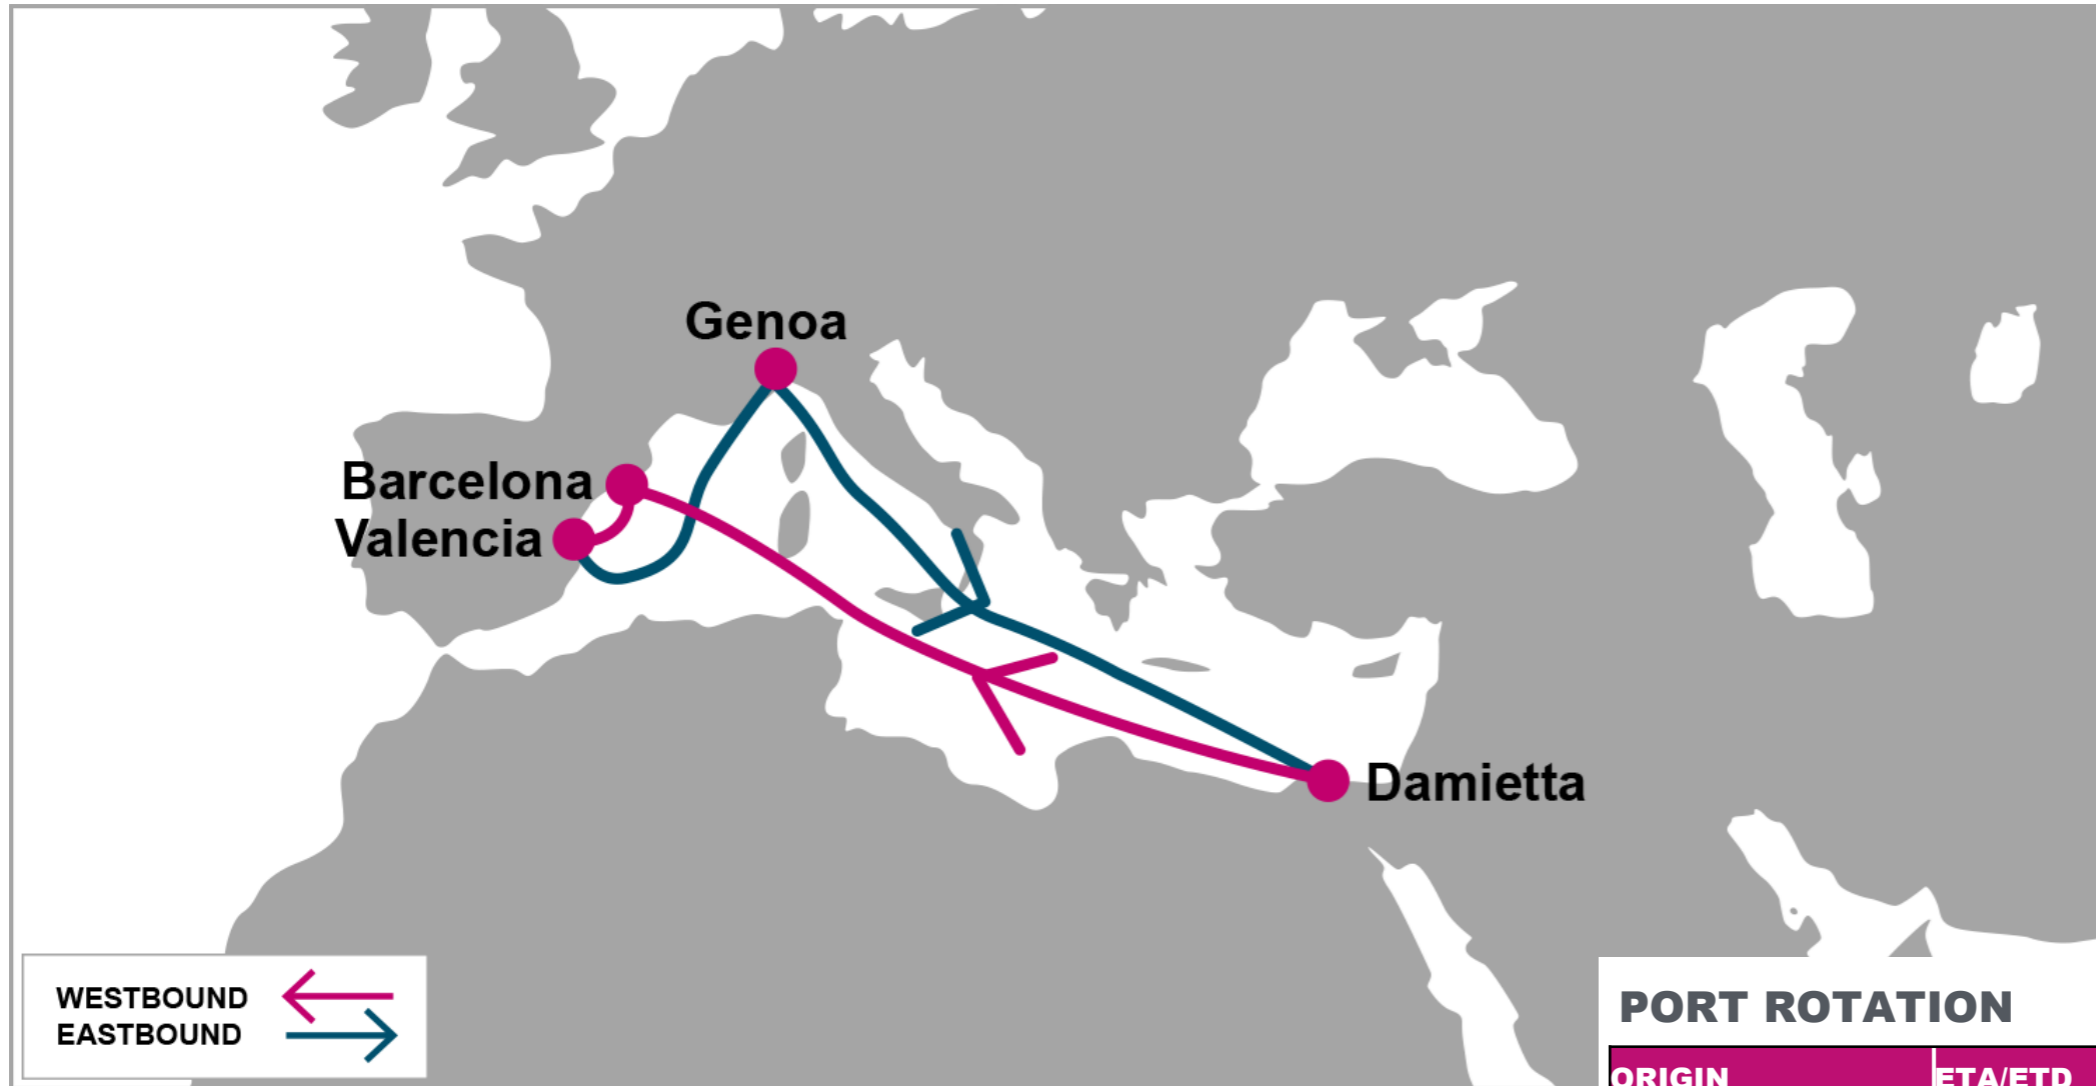 Genoa
Barcelona
Valencia
Damietta
WESTBOUND
EASTBOUND
PORT ROTATION
ORIGIN ETA/ETD